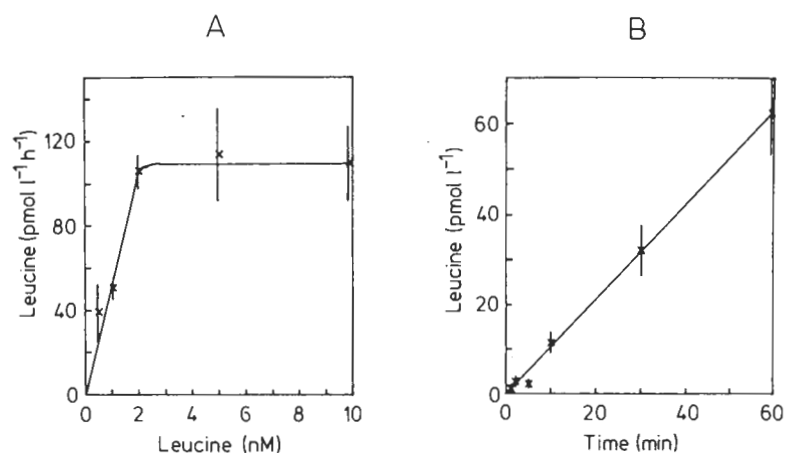 A
B
Leucine (pmol l⁻¹ h⁻¹)
120
80
40
0
0 2 4 6 8 10
Leucine (nM)
Leucine (pmol l⁻¹)
60
40
20
0
0 20 40 60
Time (min)